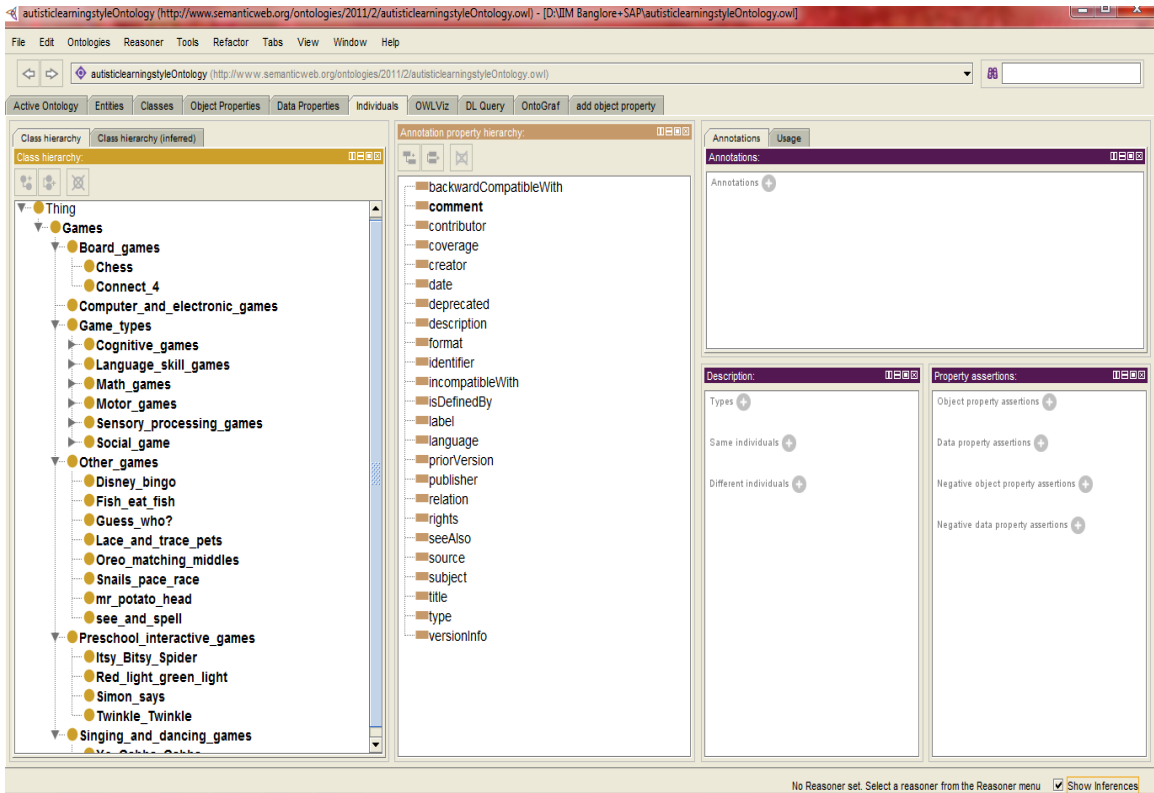 autisticlearningstyleOntology (http://www.semanticweb.org/ontologies/2011/2/autisticlearningstyleOntology.owl) - [D:\IIM Banglore+SAP\autisticlearningstyleOntology.owl]
File Edit Ontologies Reasoner Tools Refactor Tabs View Window Help
autisticlearningstyleOntology (http://www.semanticweb.org/ontologies/2011/2/autisticlearningstyleOntology.owl)
Active Ontology Entities Classes Object Properties Data Properties Individuals OWLViz DL Query OntoGraf add object property
Class hierarchy Class hierarchy (inferred)
Class hierarchy:
Thing
Games
Board_games
Chess
Connect_4
Computer_and_electronic_games
Game_types
Cognitive_games
Language_skill_games
Math_games
Motor_games
Sensory_processing_games
Social_game
Other_games
Disney_bingo
Fish_eat_fish
Guess_who?
Lace_and_trace_pets
Oreo_matching_middles
Snails_pace_race
mr_potato_head
see_and_spell
Preschool_interactive_games
Itsy_Bitsy_Spider
Red_light_green_light
Simon_says
Twinkle_Twinkle
Singing_and_dancing_games
Annotation property hierarchy:
backwardCompatibleWith
comment
contributor
coverage
creator
date
deprecated
description
format
identifier
incompatibleWith
isDefinedBy
label
language
priorVersion
publisher
relation
rights
seeAlso
source
subject
title
type
versionInfo
Annotations Usage
Annotations:
Annotations
Description:
Types
Same individuals
Different individuals
Property assertions:
Object property assertions
Data property assertions
Negative object property assertions
Negative data property assertions
No Reasoner set. Select a reasoner from the Reasoner menu Show Inferences